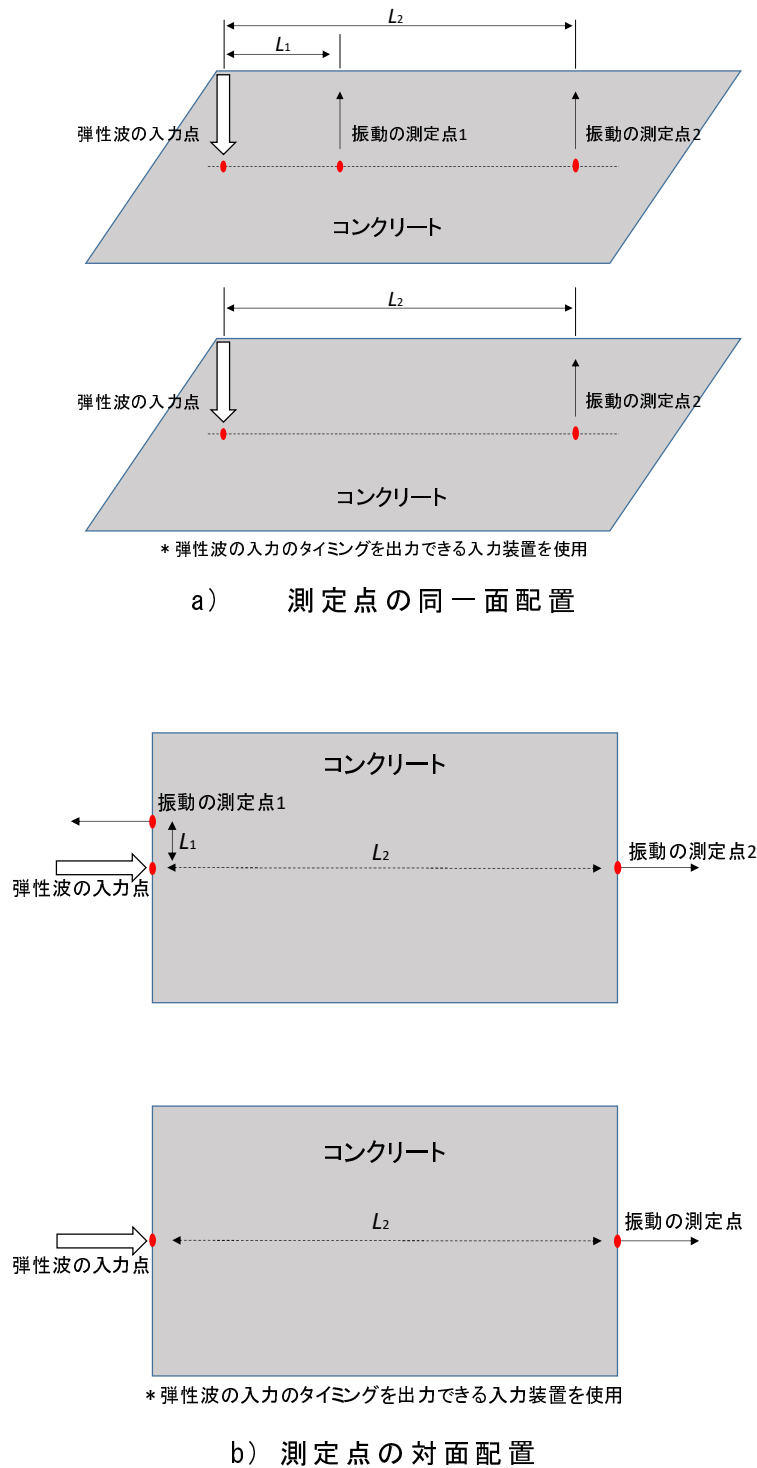 L2
L1
弾性波の入力点
振動の測定点1
振動の測定点2
コンクリート
L2
弾性波の入力点
振動の測定点2
コンクリート
*弾性波の入力のタイミングを出力できる入力装置を使用
a) 測定点の同一面配置
コンクリート
振動の測定点1
L1
L2
振動の測定点2
弾性波の入力点
コンクリート
L2
振動の測定点
弾性波の入力点
*弾性波の入力のタイミングを出力できる入力装置を使用
b) 測定点の対面配置